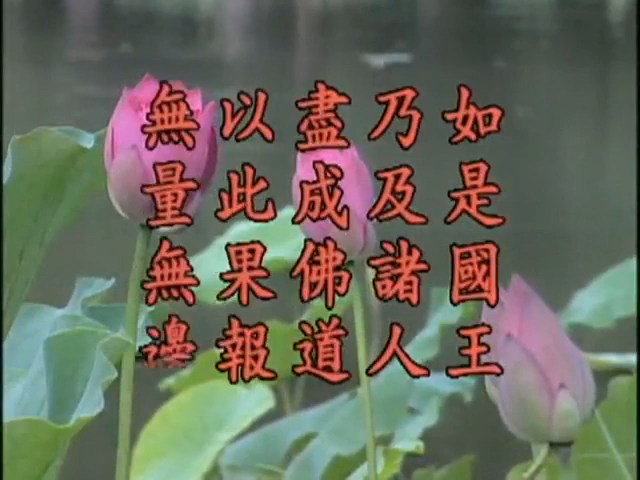 如是國王
乃及諸人
盡成佛道
以此果報
無量無邊